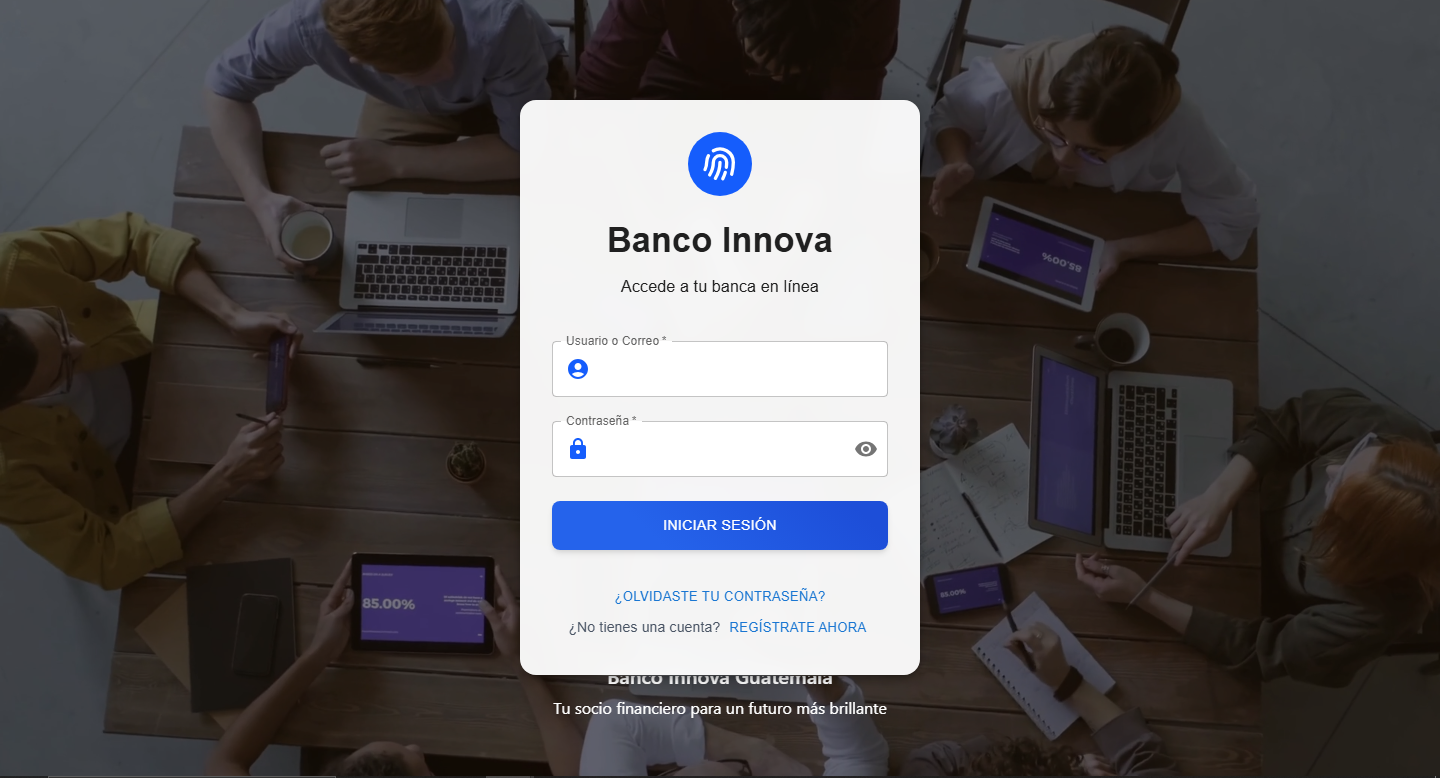 Banco Innova
Accede a tu banca en línea
Usuario o Correo *
Contraseña *
INICIAR SESIÓN
¿OLVIDASTE TU CONTRASEÑA?
¿No tienes una cuenta? REGÍSTRATE AHORA
Banco Innova Guatemala
Tu socio financiero para un futuro más brillante
85.00%
85.00%
85.00%